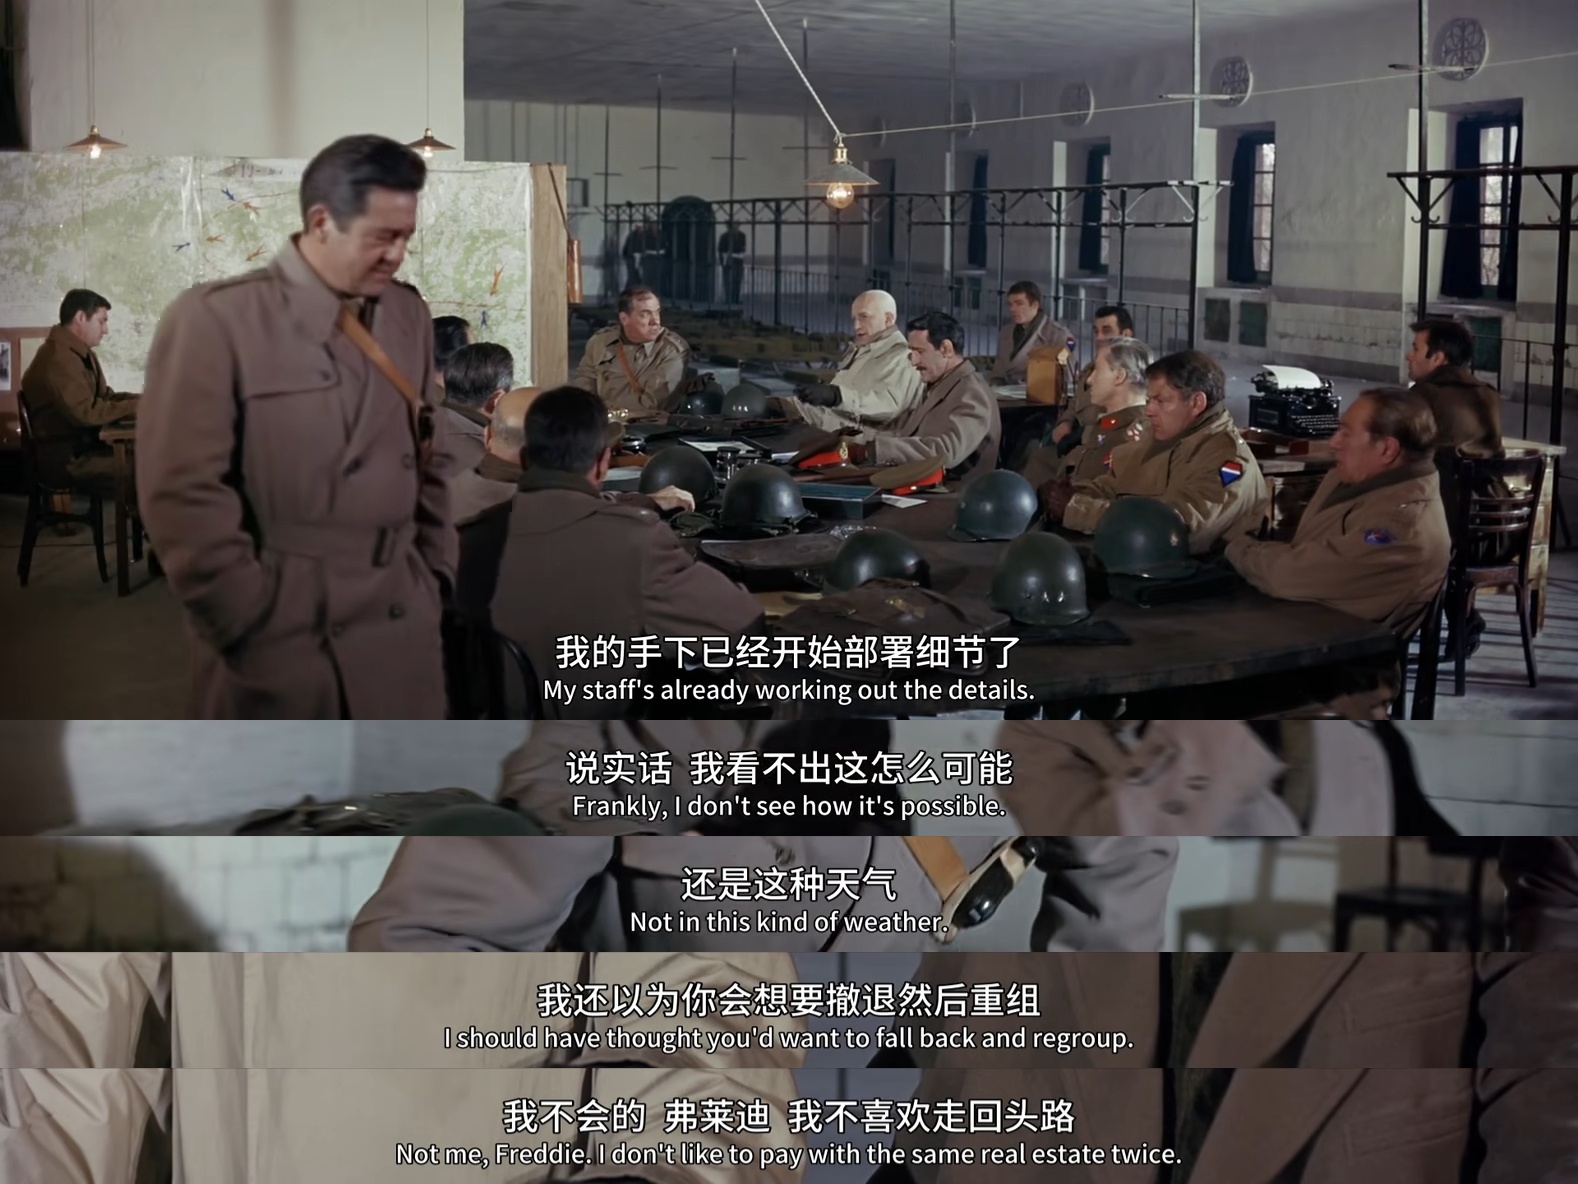 我的手下已经开始部署细节了
My staff's already working out the details.
说实话 我看不出这怎么可能
Frankly, I don't see how it's possible.
还是这种天气
Not in this kind of weather.
我还以为你会想要撤退然后重组
I should have thought you'd want to fall back and regroup.
我不会的 弗莱迪 我不喜欢走回头路
Not me, Freddie. I don't like to pay with the same real estate twice.